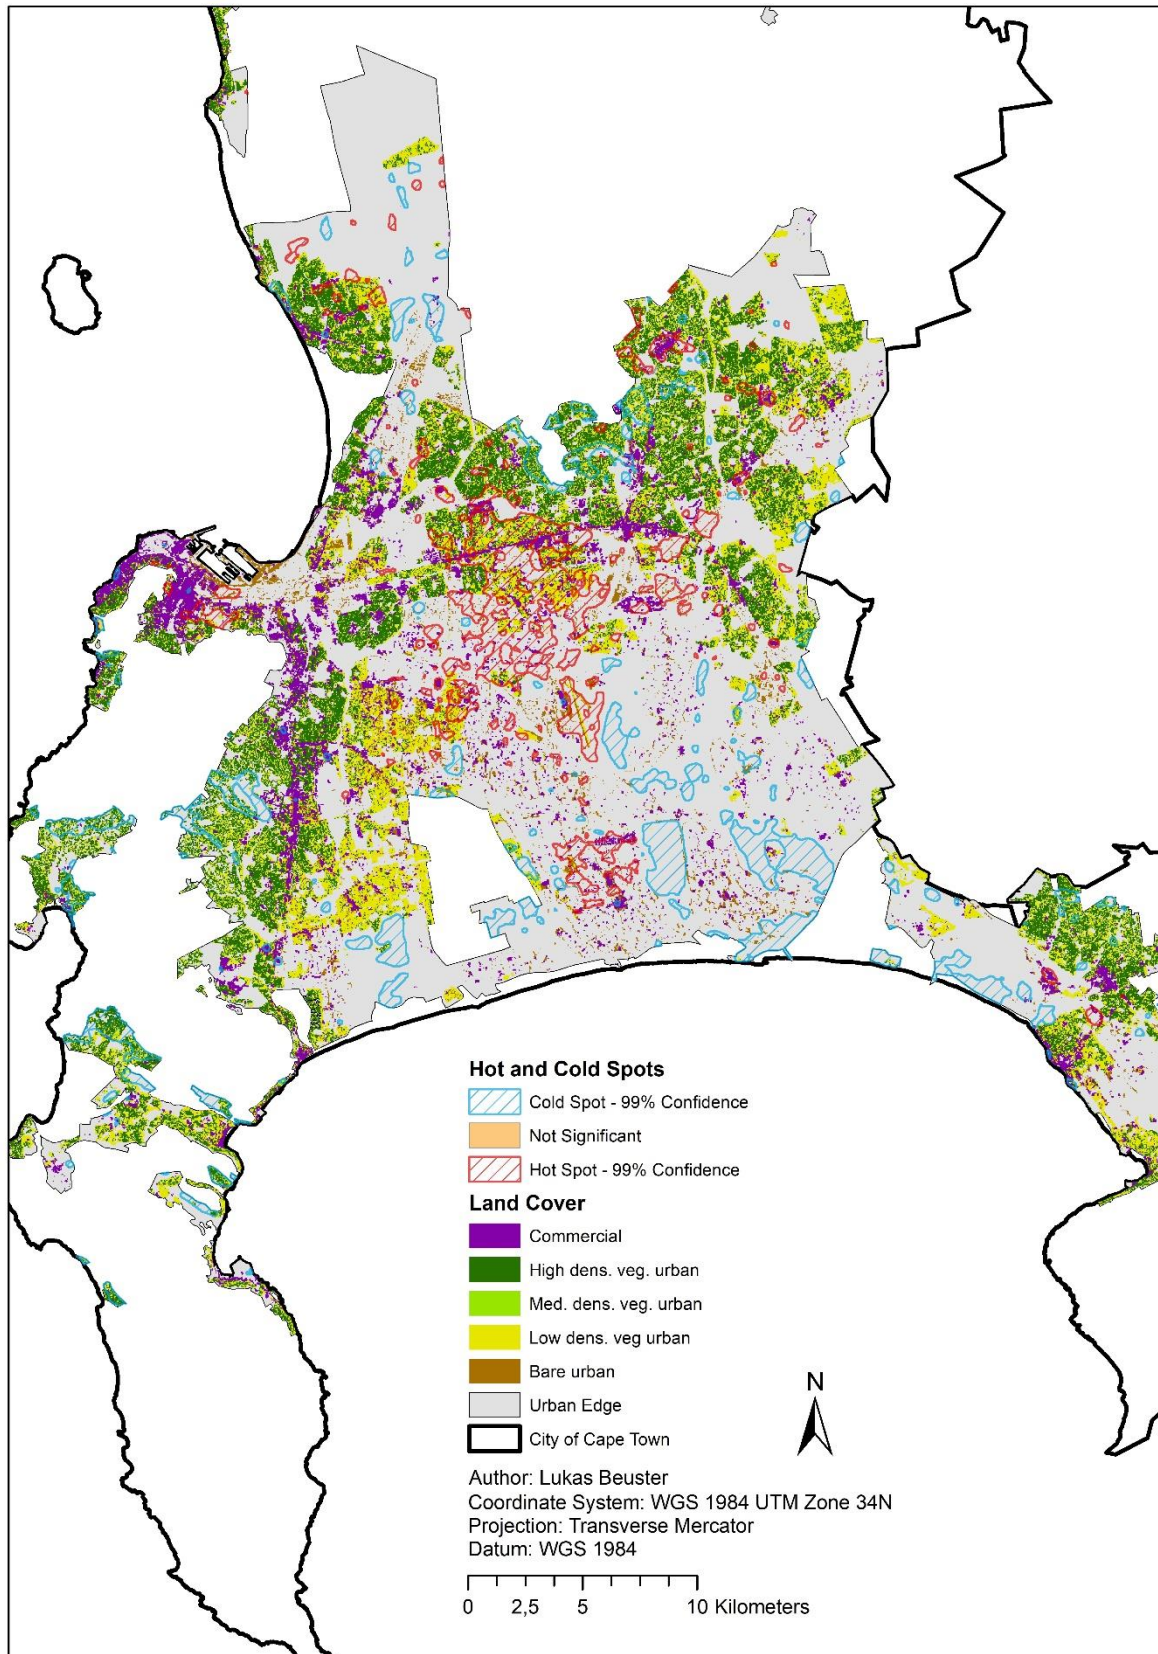 Hot and Cold Spots
Cold Spot - 99% Confidence
Not Significant
Hot Spot - 99% Confidence
Land Cover
Commercial
High dens. veg. urban
Med. dens. veg. urban
Low dens. veg urban
Bare urban
Urban Edge
City of Cape Town
N
Author: Lukas Beuster
Coordinate System: WGS 1984 UTM Zone 34N
Projection: Transverse Mercator
Datum: WGS 1984
0 2,5 5 10 Kilometers